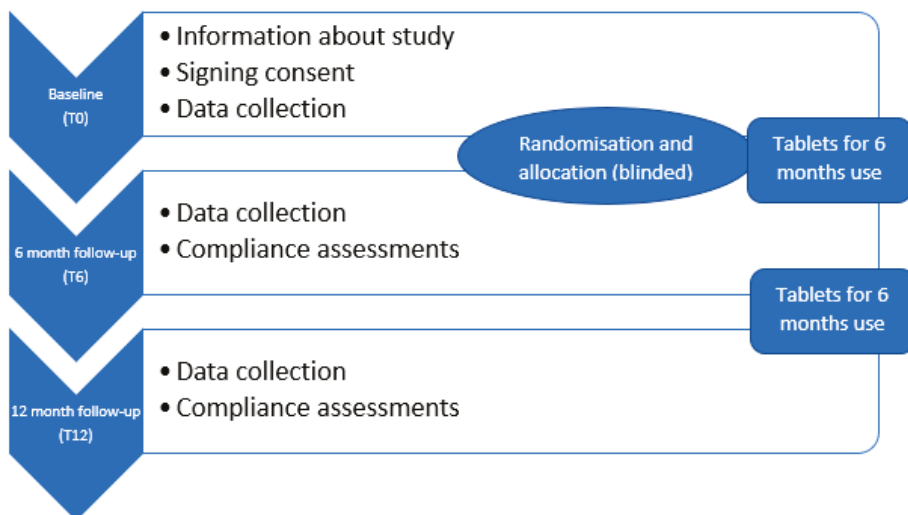 Baseline
(T0)
• Information about study
• Signing consent
• Data collection
Randomisation and
allocation (blinded)
Tablets for 6
months use
6 month follow-up
(T6)
• Data collection
• Compliance assessments
Tablets for 6
months use
12 month follow-up
(T12)
• Data collection
• Compliance assessments